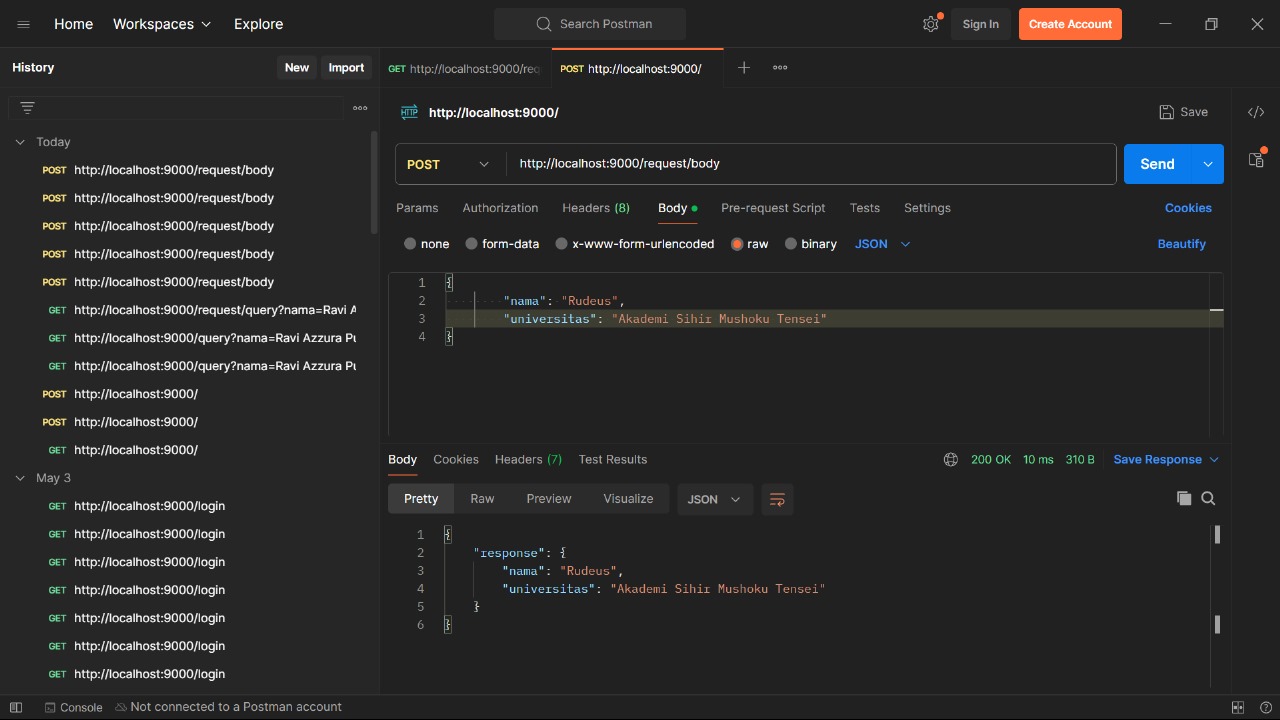 Home Workspaces Explore Search Postman Sign In Create Account
History New Import GET http://localhost:9000/req POST http://localhost:9000/
HTTP http://localhost:9000/ Save
Today
POST http://localhost:9000/request/body
POST http://localhost:9000/request/body
POST http://localhost:9000/request/body
POST http://localhost:9000/request/body
POST http://localhost:9000/request/body
GET http://localhost:9000/request/query?nama=Ravi A
GET http://localhost:9000/query?nama=Ravi Azzura Pu
GET http://localhost:9000/query?nama=Ravi Azzura Pu
POST http://localhost:9000/
POST http://localhost:9000/
GET http://localhost:9000/
May 3
GET http://localhost:9000/login
GET http://localhost:9000/login
GET http://localhost:9000/login
GET http://localhost:9000/login
GET http://localhost:9000/login
GET http://localhost:9000/login
GET http://localhost:9000/login
POST http://localhost:9000/request/body Send
Params Authorization Headers (8) Body Pre-request Script Tests Settings Cookies
none form-data x-www-form-urlencoded raw binary JSON Beautify
1 {
2 "nama": "Rudeus",
3 "universitas": "Akademi Sihir Mushoku Tensei"
4 }
Body Cookies Headers (7) Test Results 200 OK 10 ms 310 B Save Response
Pretty Raw Preview Visualize JSON
1 {
2 "response": {
3 "nama": "Rudeus",
4 "universitas": "Akademi Sihir Mushoku Tensei"
5 }
6 }
Console Not connected to a Postman account